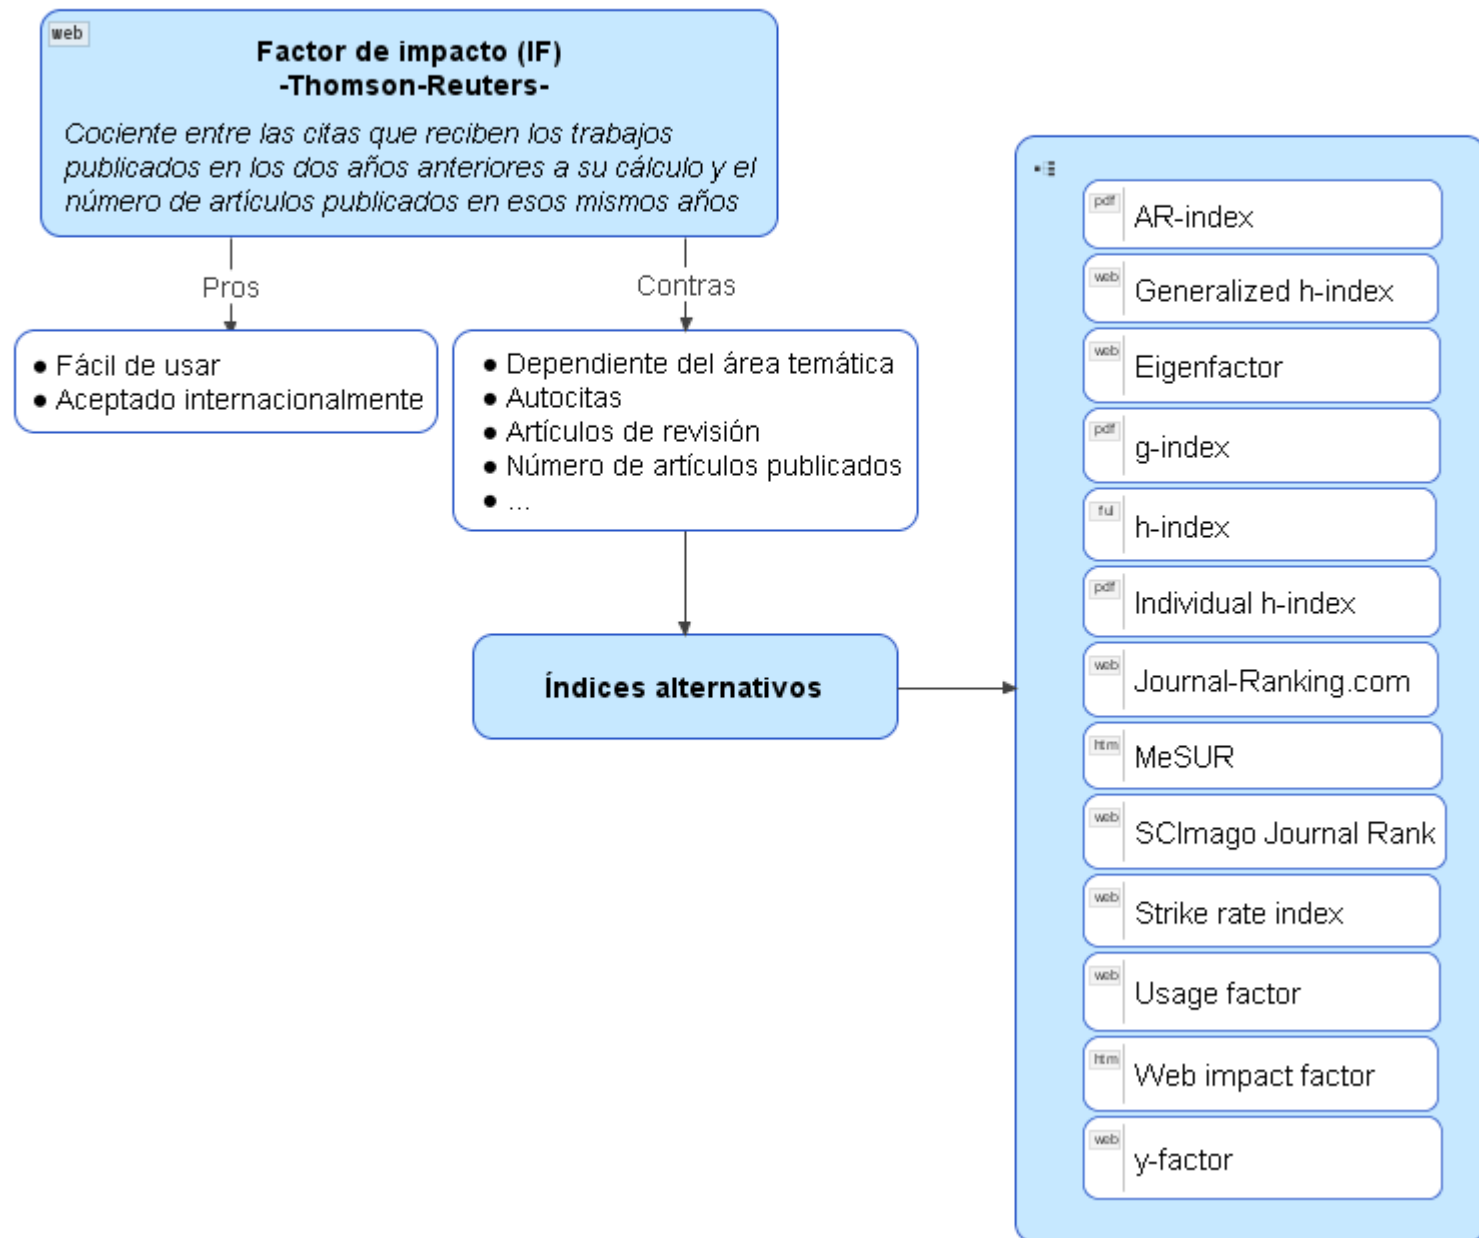 web
Factor de impacto (IF)
-Thomson-Reuters-
Cociente entre las citas que reciben los trabajos
publicados en los dos años anteriores a su cálculo y el
número de artículos publicados en esos mismos años
Pros
Contras
● Fácil de usar
● Aceptado internacionalmente
● Dependiente del área temática
● Autocitas
● Artículos de revisión
● Número de artículos publicados
● ...
Índices alternativos
pdf AR-index
web Generalized h-index
web Eigenfactor
pdf g-index
ful h-index
pdf Individual h-index
web Journal-Ranking.com
htm MeSUR
web SCImago Journal Rank
web Strike rate index
web Usage factor
htm Web impact factor
web y-factor